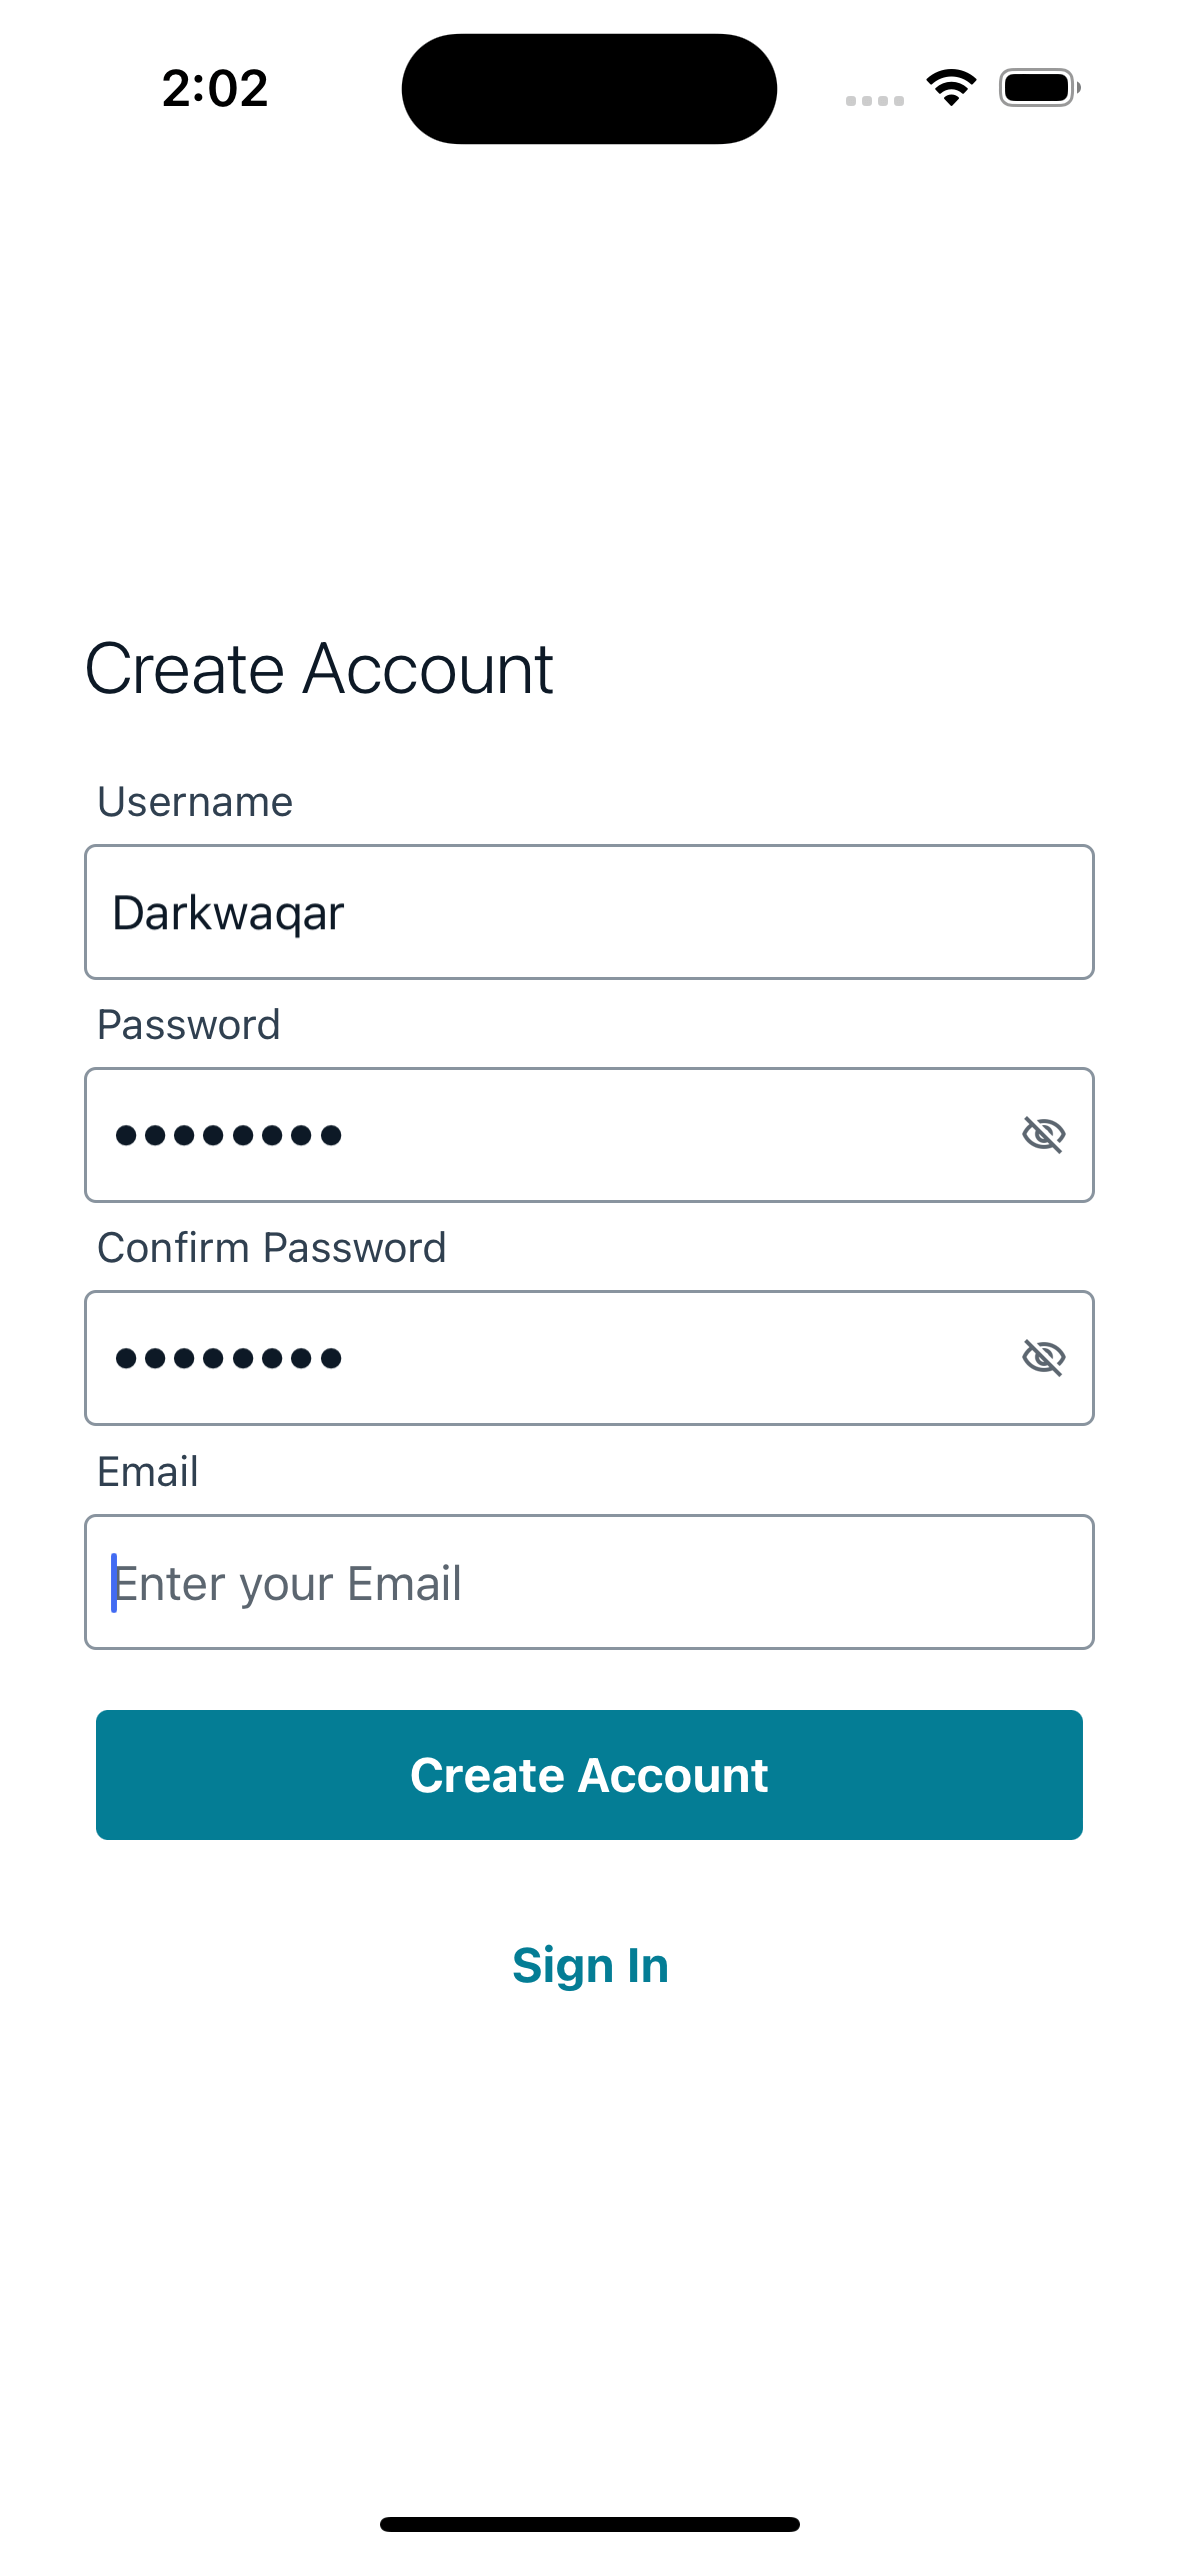 2:02
Create Account
Username
Darkwaqar
Password
••••••••
Confirm Password
••••••••
Email
Enter your Email
Create Account
Sign In